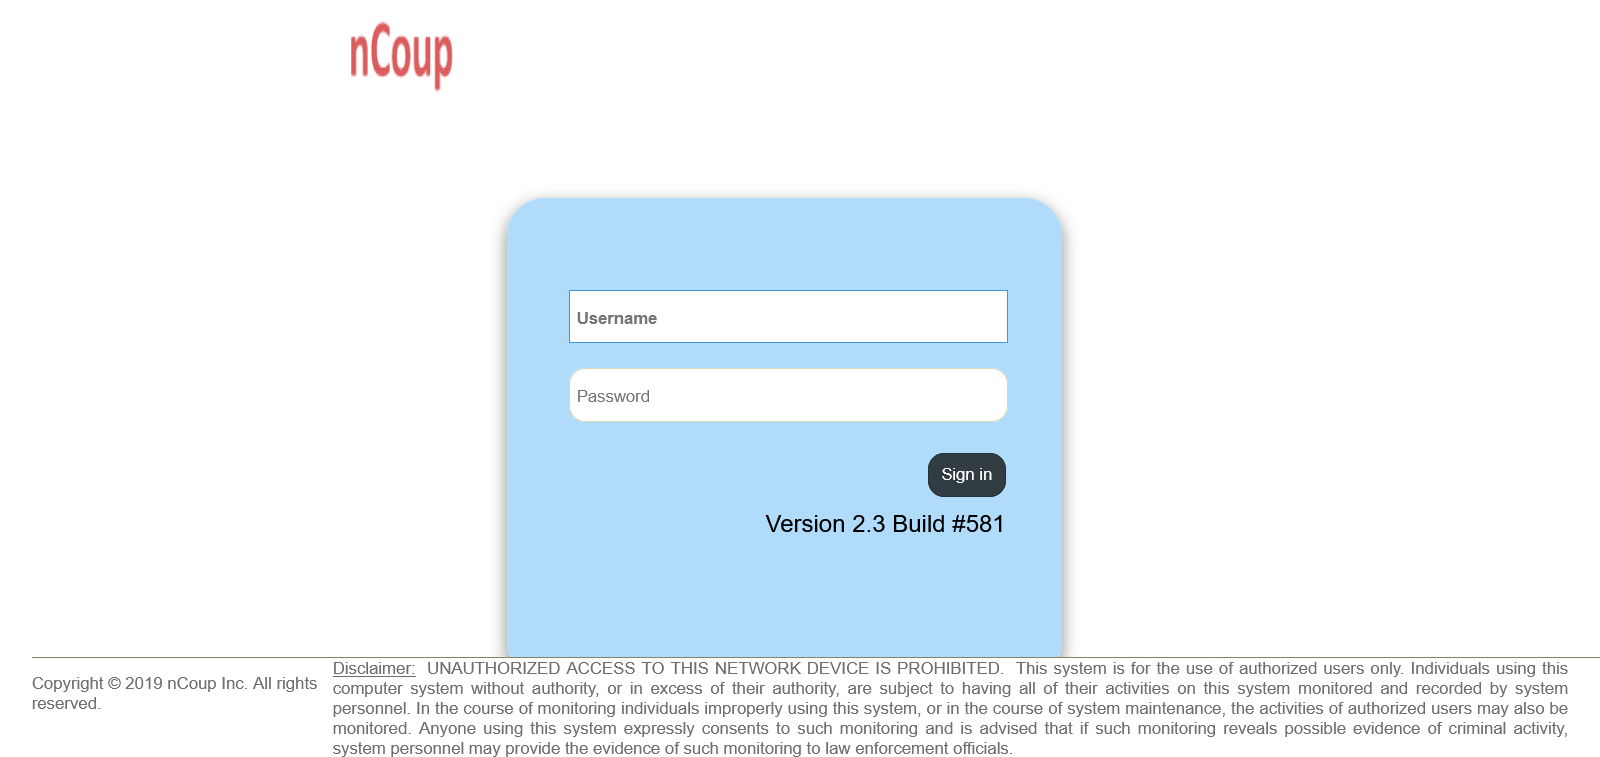 nCoup
Username
Password
Sign in
Version 2.3 Build #581
Copyright © 2019 nCoup Inc. All rights
reserved.
Disclaimer: UNAUTHORIZED ACCESS TO THIS NETWORK DEVICE IS PROHIBITED. This system is for the use of authorized users only. Individuals using this
computer system without authority, or in excess of their authority, are subject to having all of their activities on this system monitored and recorded by system
personnel. In the course of monitoring individuals improperly using this system, or in the course of system maintenance, the activities of authorized users may also be
monitored. Anyone using this system expressly consents to such monitoring and is advised that if such monitoring reveals possible evidence of criminal activity,
system personnel may provide the evidence of such monitoring to law enforcement officials.